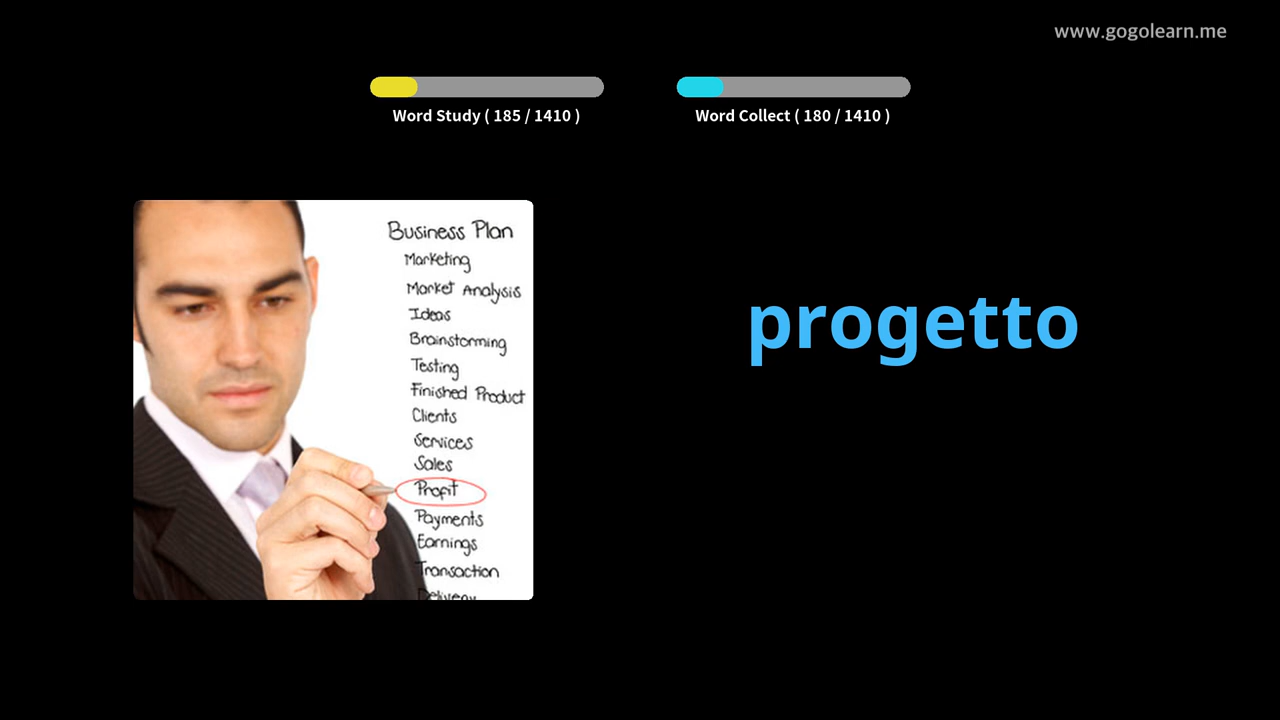 www.gogolearn.me
Word Study ( 185 / 1410 )
Word Collect ( 180 / 1410 )
Business Plan
Marketing
Market Analysis
Ideas
Brainstorming
Testing
Finished Product
Clients
Services
Sales
Profit
Payments
Earnings
Transaction
Delivery
progetto